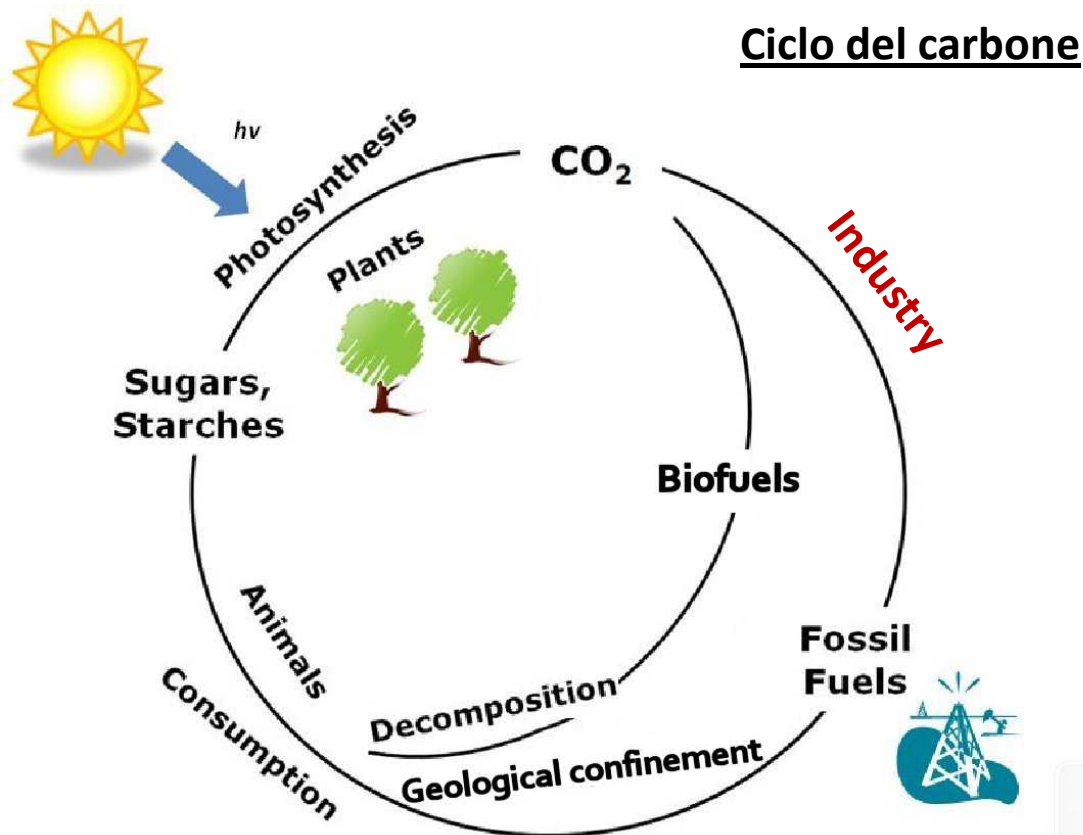 Ciclo del carbone
hv
Photosynthesis
CO₂
Plants
Industry
Sugars,
Starches
Biofuels
Animals
Consumption
Fossil
Fuels
Decomposition
Geological confinement